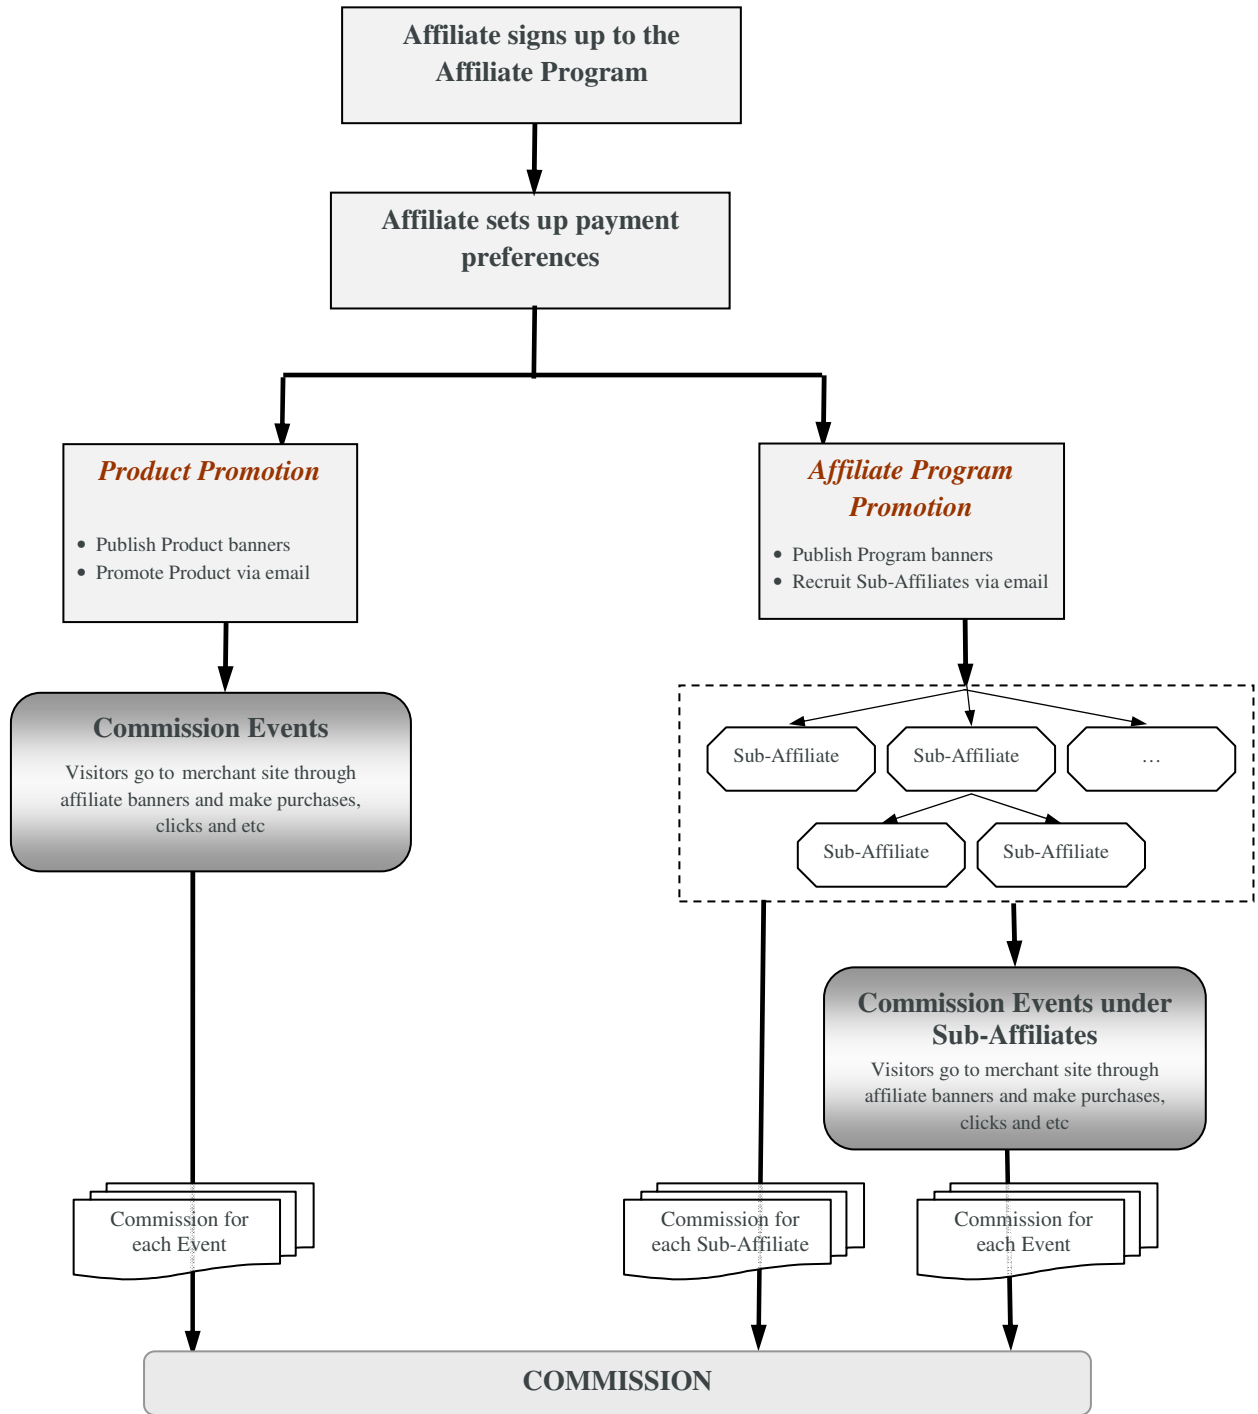 Affiliate signs up to the
Affiliate Program
Affiliate sets up payment
preferences
Product Promotion
• Publish Product banners
• Promote Product via email
Affiliate Program
Promotion
• Publish Program banners
• Recruit Sub-Affiliates via email
Commission Events
Visitors go to merchant site through
affiliate banners and make purchases,
clicks and etc
Sub-Affiliate
Sub-Affiliate
…
Sub-Affiliate
Sub-Affiliate
Commission Events under
Sub-Affiliates
Visitors go to merchant site through
affiliate banners and make purchases,
clicks and etc
Commission for
each Event
Commission for
each Sub-Affiliate
Commission for
each Event
COMMISSION